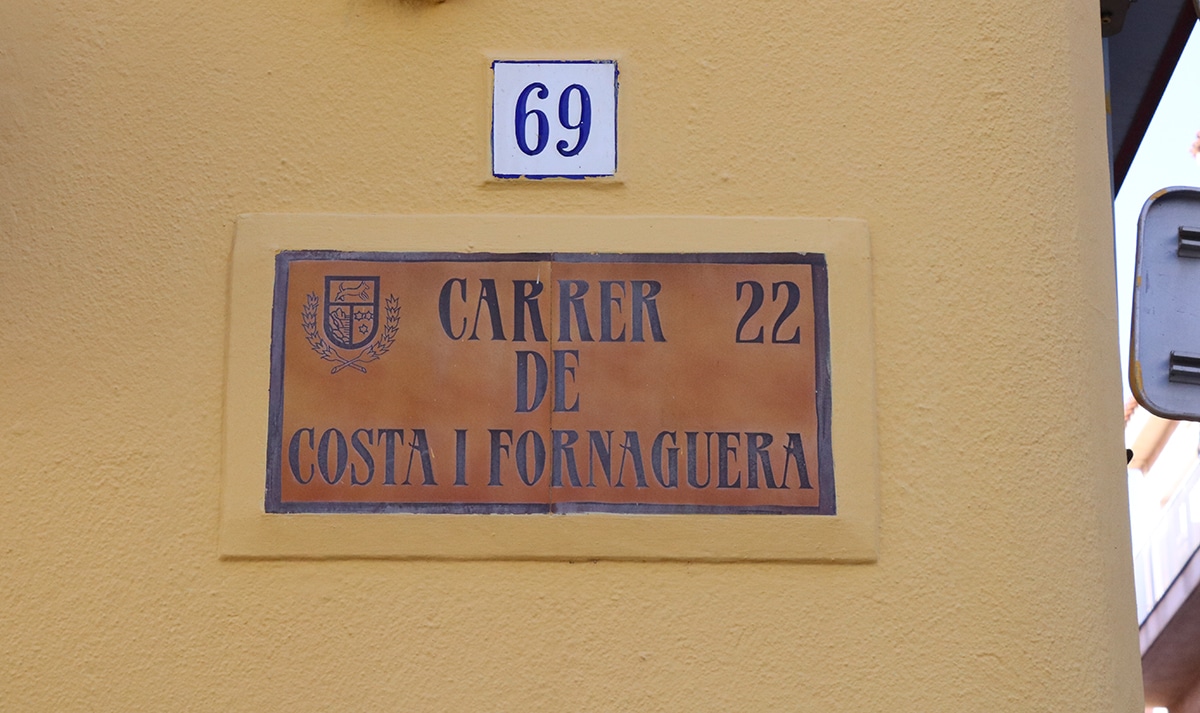 69
CARRER 22
DE
COSTA I FORNAGUERA